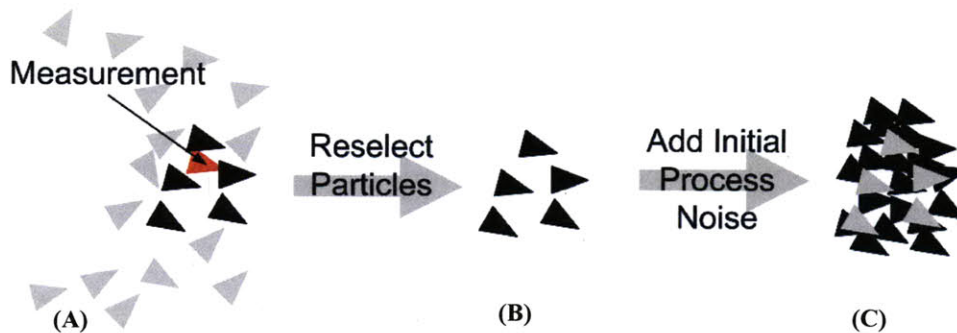 Measurement
Reselect
Particles
Add Initial
Process
Noise
(A)
(B)
(C)